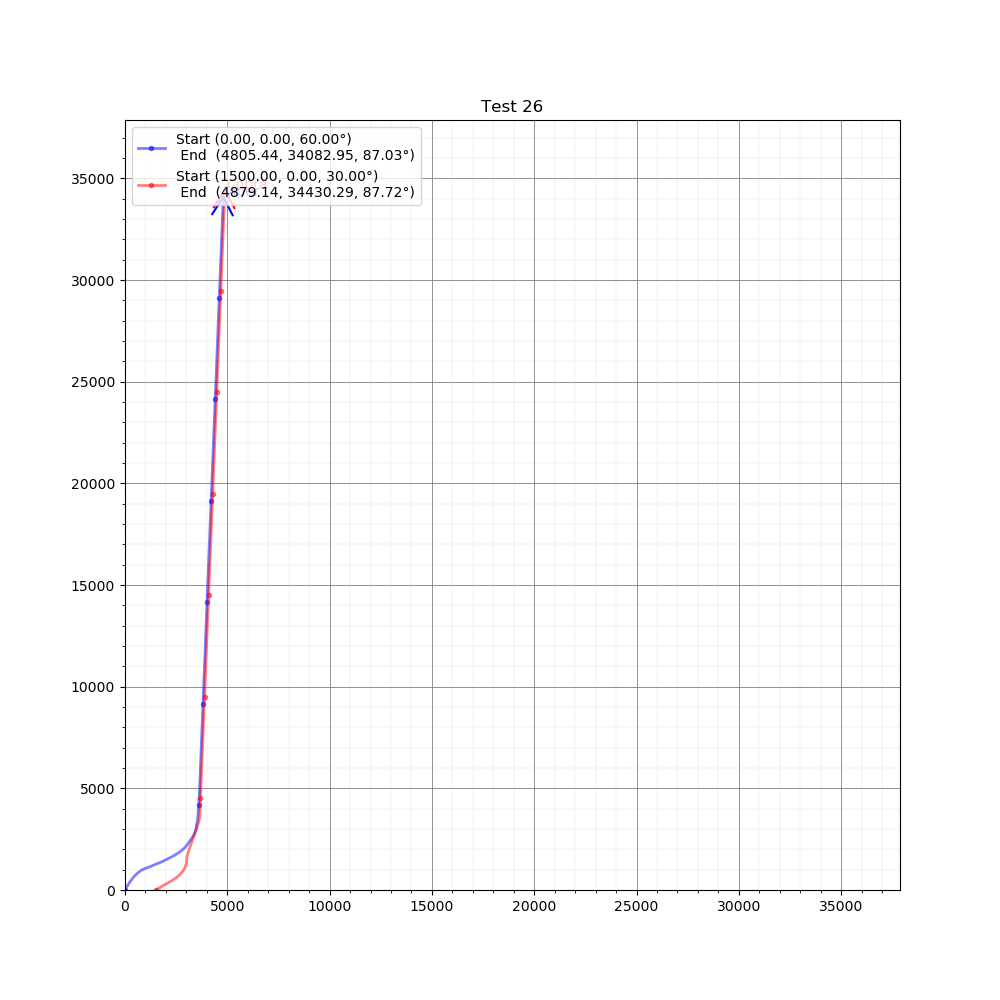 Test 26
Start (0.00, 0.00, 60.00°)
End (4805.44, 34082.95, 87.03°)
Start (1500.00, 0.00, 30.00°)
End (4879.14, 34430.29, 87.72°)
35000
30000
25000
20000
15000
10000
5000
0
0 5000 10000 15000 20000 25000 30000 35000